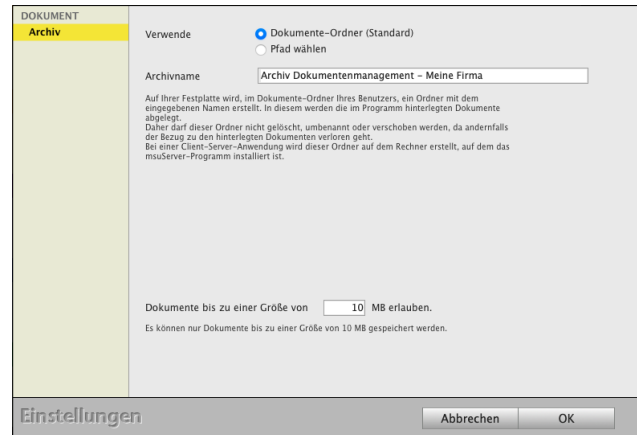 DOKUMENT
Archiv
Verwende
Dokumente-Ordner (Standard)
Pfad wählen
Archivname
Archiv Dokumentenmanagement – Meine Firma
Auf Ihrer Festplatte wird, im Dokumente-Ordner Ihres Benutzers, ein Ordner mit dem
eingegebenen Namen erstellt. In diesem werden die im Programm hinterlegten Dokumente
abgelegt.
Daher darf dieser Ordner nicht gelöscht, umbenannt oder verschoben werden, da andernfalls
der Bezug zu den hinterlegten Dokumenten verloren geht.
Bei einer Client-Server-Anwendung wird dieser Ordner auf dem Rechner erstellt, auf dem das
msuServer-Programm installiert ist.
Dokumente bis zu einer Größe von 10 MB erlauben.
Es können nur Dokumente bis zu einer Größe von 10 MB gespeichert werden.
Einstellungen
Abbrechen
OK